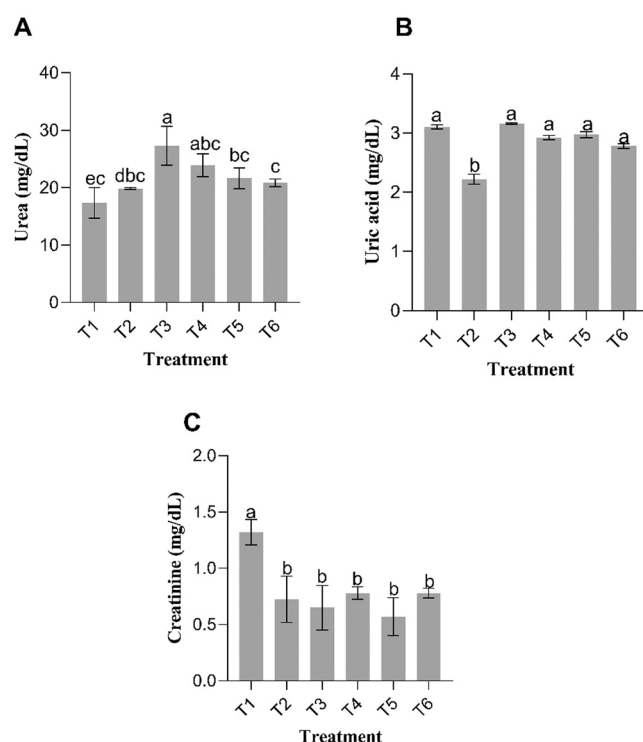 A
Urea (mg/dL)
40
30
20
10
0
ec
dbc
a
abc
bc
c
T1
T2
T3
T4
T5
T6
Treatment
B
Uric acid (mg/dL)
4
3
2
1
0
a
b
a
a
a
a
T1
T2
T3
T4
T5
T6
Treatment
C
Creatinine (mg/dL)
2.0
1.5
1.0
0.5
0.0
a
b
b
b
b
b
T1
T2
T3
T4
T5
T6
Treatment